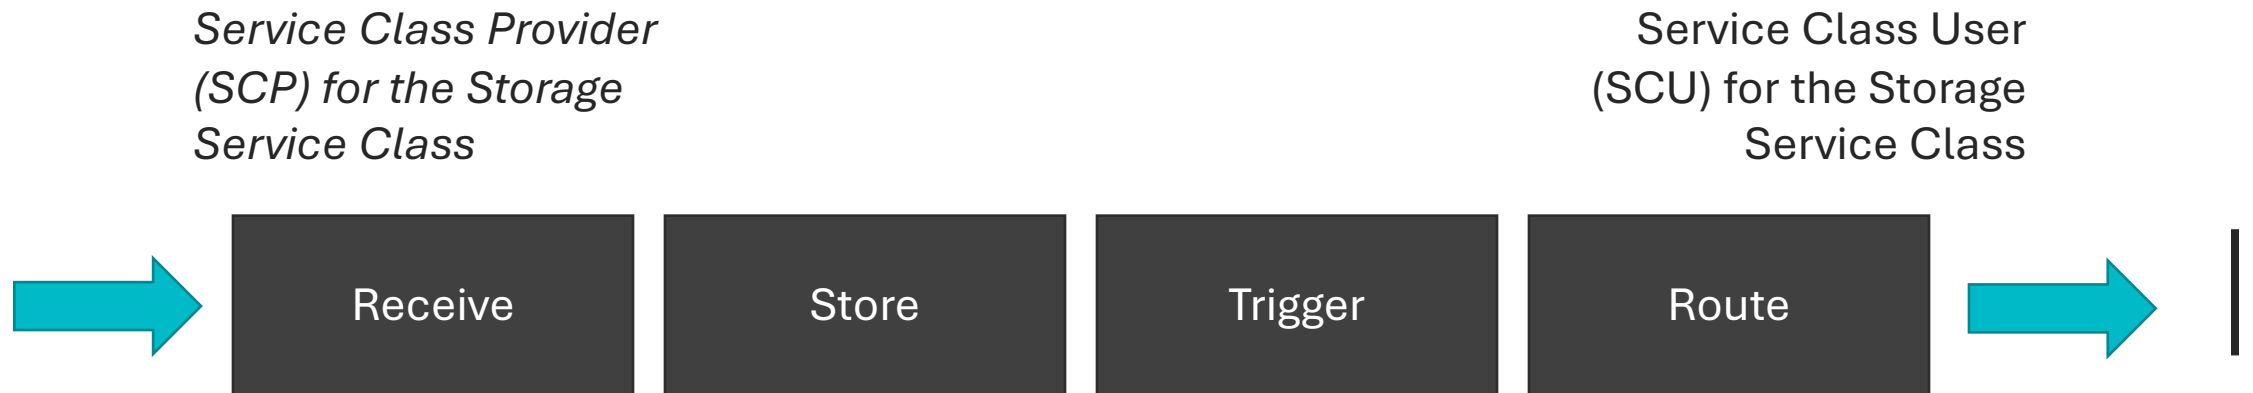 Service Class Provider
(SCP) for the Storage
Service Class
Service Class User
(SCU) for the Storage
Service Class
Receive
Store
Trigger
Route